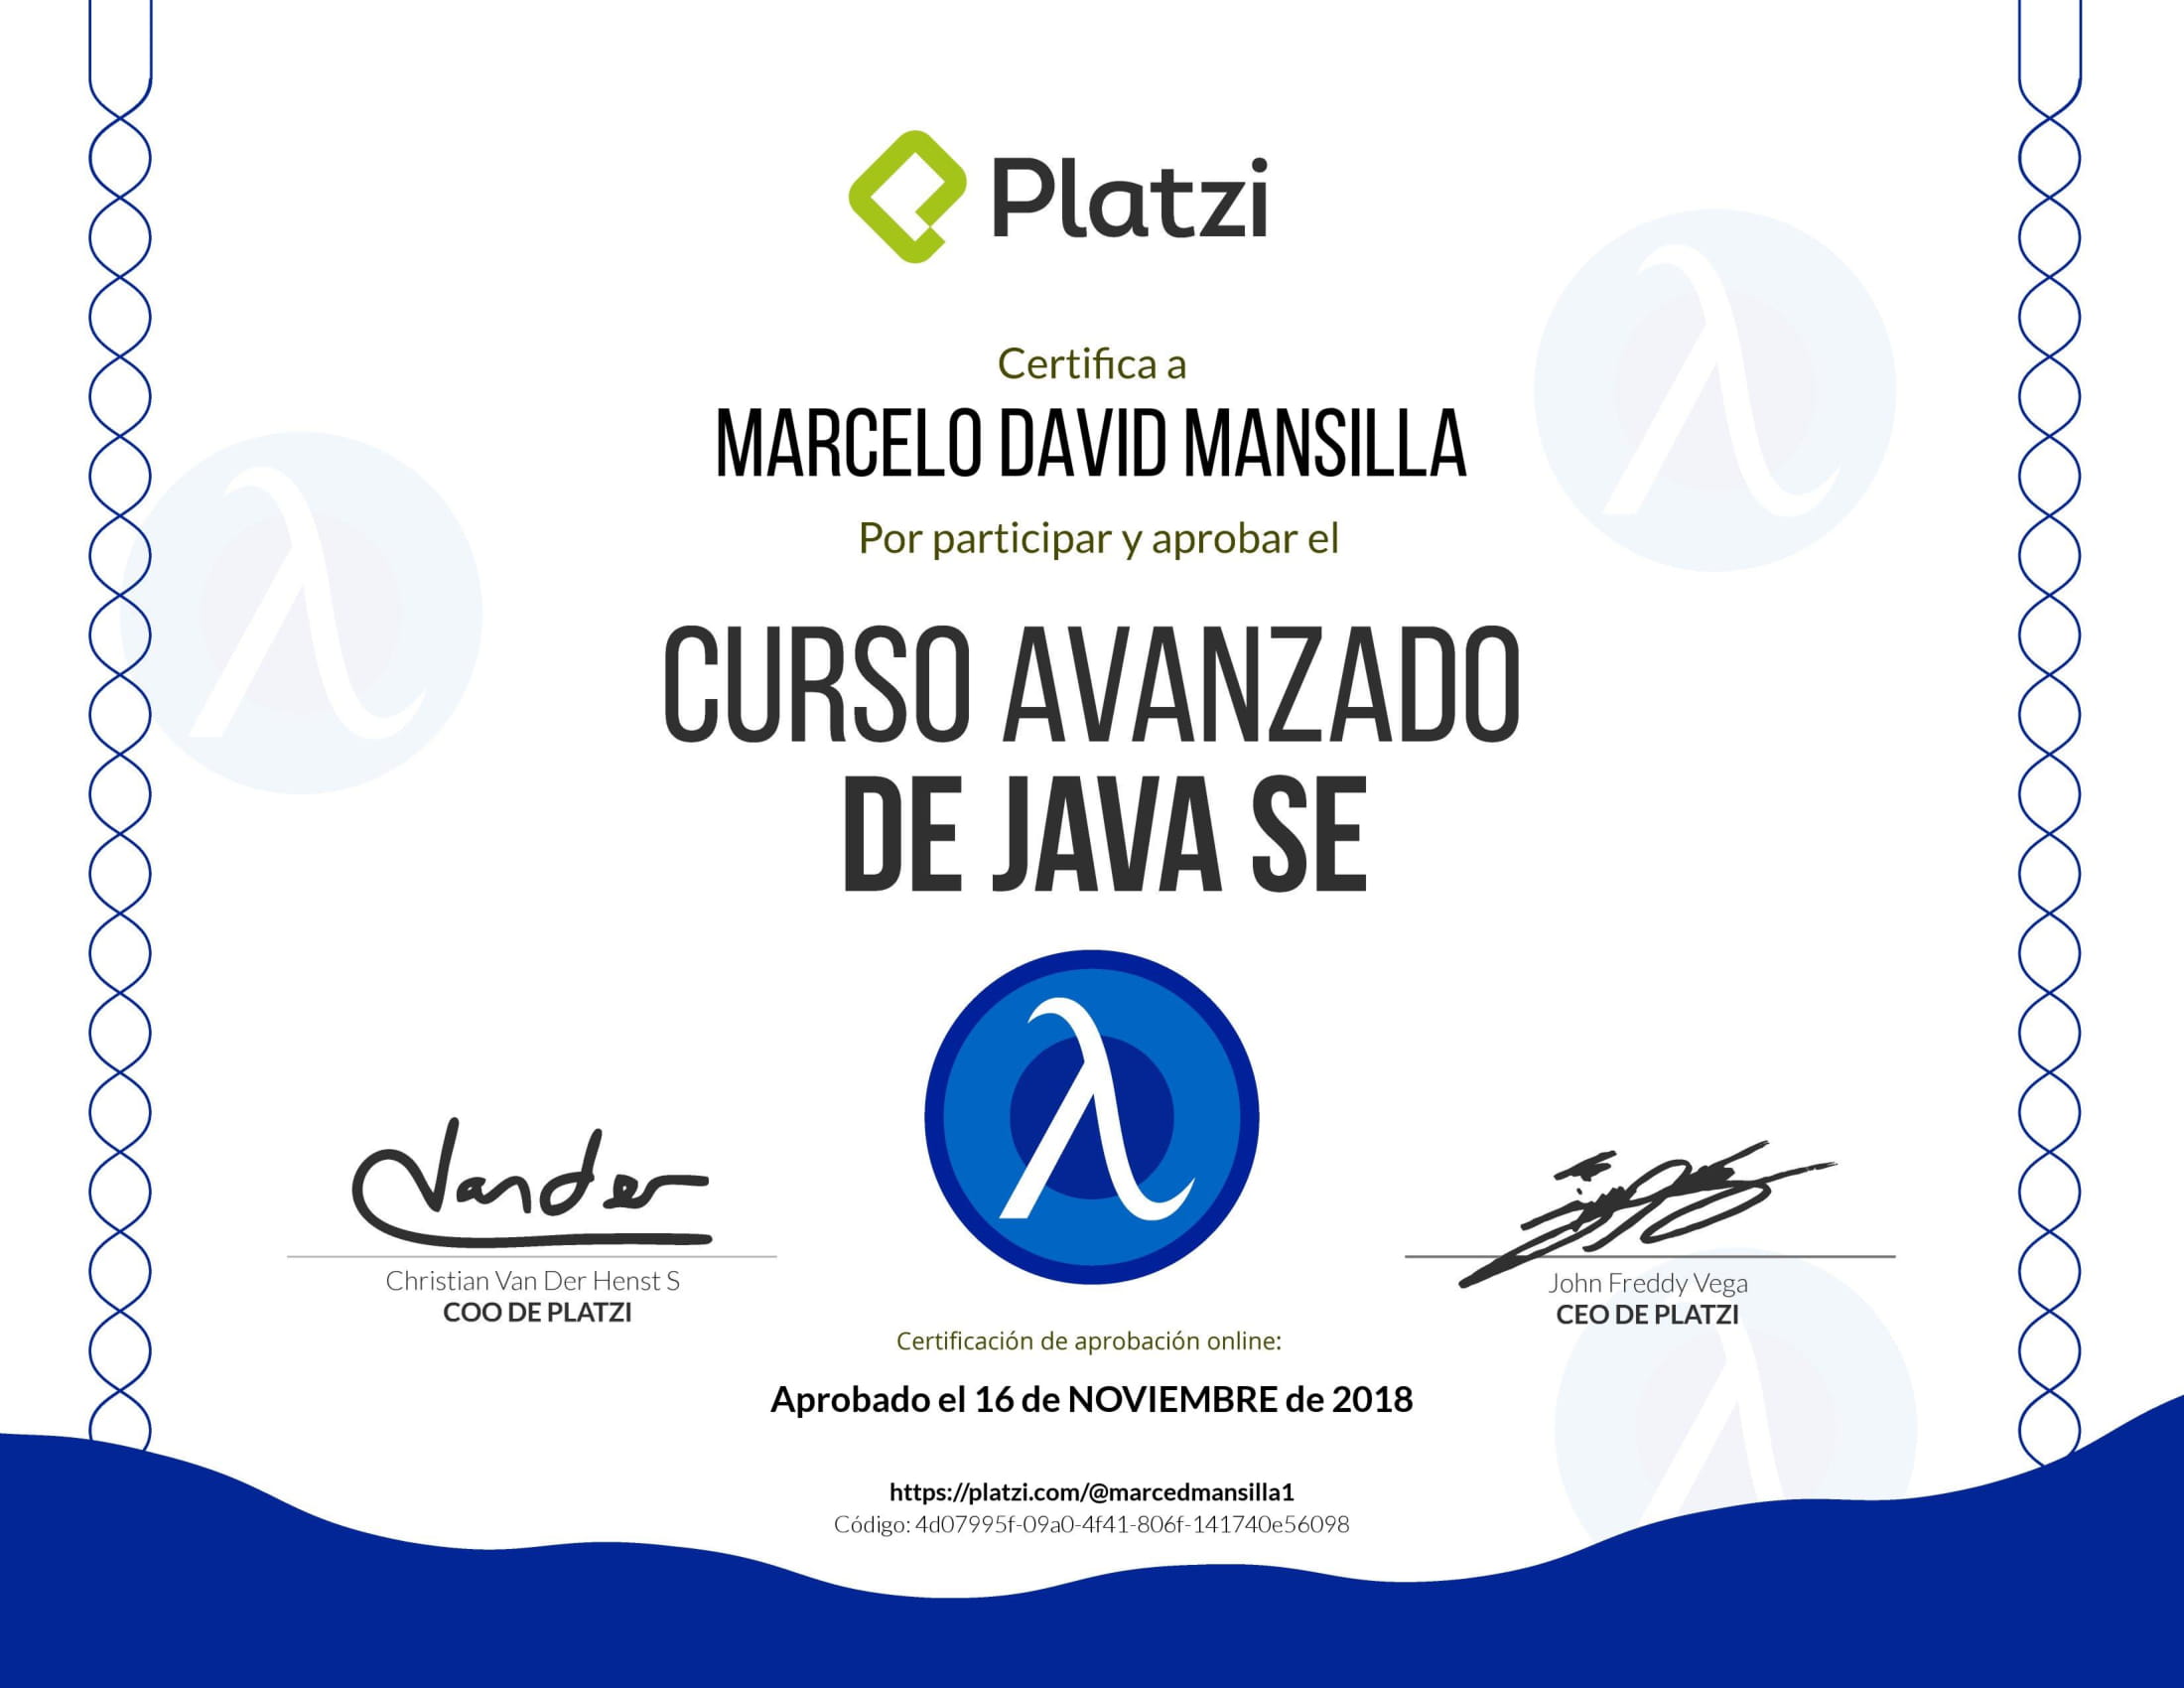 Platzi
Certifica a
MARCELO DAVID MANSILLA
Por participar y aprobar el
CURSO AVANZADO
DE JAVA SE
λ
Vander
Christian Van Der Henst S
COO DE PLATZI
John Freddy Vega
CEO DE PLATZI
Certificación de aprobación online:
Aprobado el 16 de NOVIEMBRE de 2018
https://platzi.com/@marcedmansilla1
Código: 4d07995f-09a0-4f41-806f-141740e56098